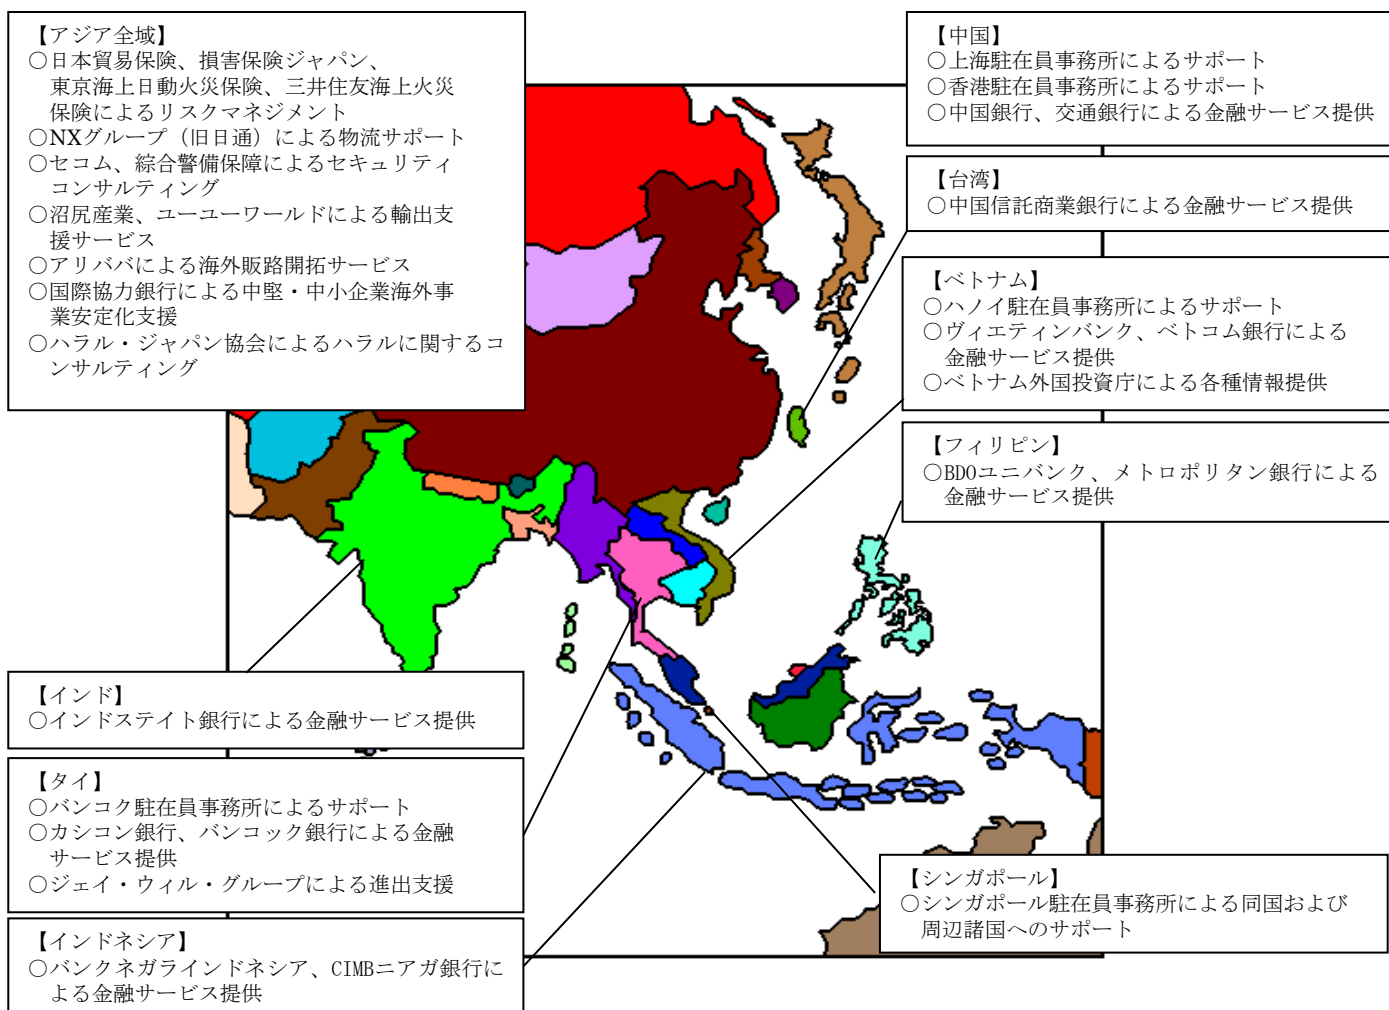 【アジア全域】
○日本貿易保険、損害保険ジャパン、
東京海上日動火災保険、三井住友海上火災
保険によるリスクマネジメント
○NXグループ（旧日通）による物流サポート
○セコム、綜合警備保障によるセキュリティ
コンサルティング
○沼尻産業、ユーユーワールドによる輸出支
援サービス
○アリババによる海外販路開拓サービス
○国際協力銀行による中堅・中小企業海外事
業安定化支援
○ハラル・ジャパン協会によるハラルに関するコ
ンサルティング
【中国】
○上海駐在員事務所によるサポート
○香港駐在員事務所によるサポート
○中国銀行、交通銀行による金融サービス提供
【台湾】
○中国信託商業銀行による金融サービス提供
【ベトナム】
○ハノイ駐在員事務所によるサポート
○ヴィエティンバンク、ベトコム銀行による
金融サービス提供
○ベトナム外国投資庁による各種情報提供
【フィリピン】
○BDOユニバンク、メトロポリタン銀行による
金融サービス提供
【インド】
○インドステイト銀行による金融サービス提供
【タイ】
○バンコク駐在員事務所によるサポート
○カシコン銀行、バンコック銀行による金融
サービス提供
○ジェイ・ウィル・グループによる進出支援
【インドネシア】
○バンクネガラインドネシア、CIMBニアガ銀行に
よる金融サービス提供
【シンガポール】
○シンガポール駐在員事務所による同国および
周辺諸国へのサポート